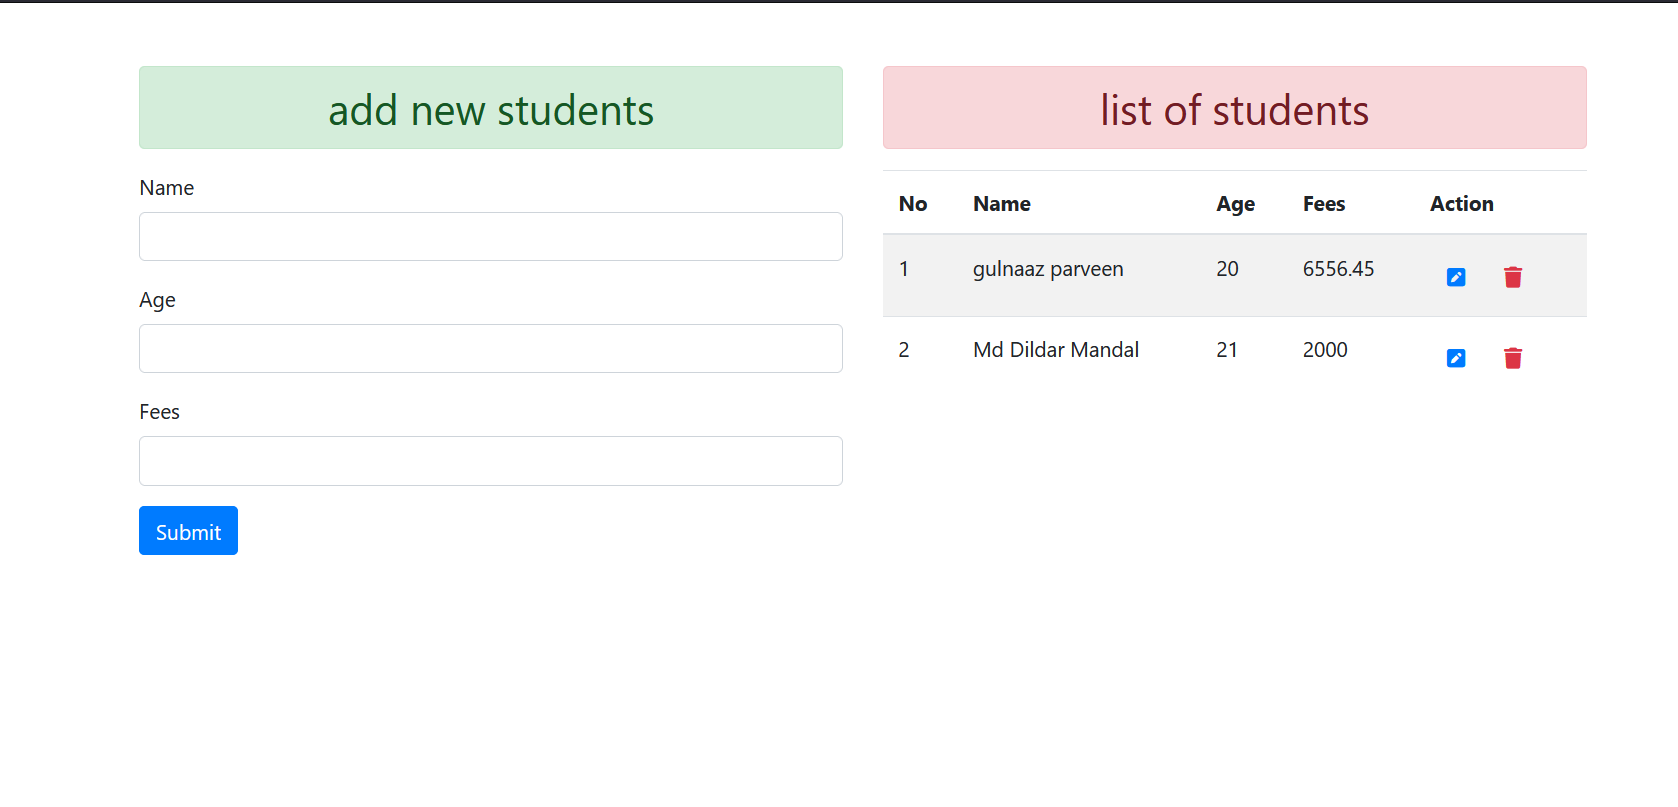 add new students
Name
Age
Fees
Submit
list of students
No Name Age Fees Action
1 gulnaaz parveen 20 6556.45
2 Md Dildar Mandal 21 2000